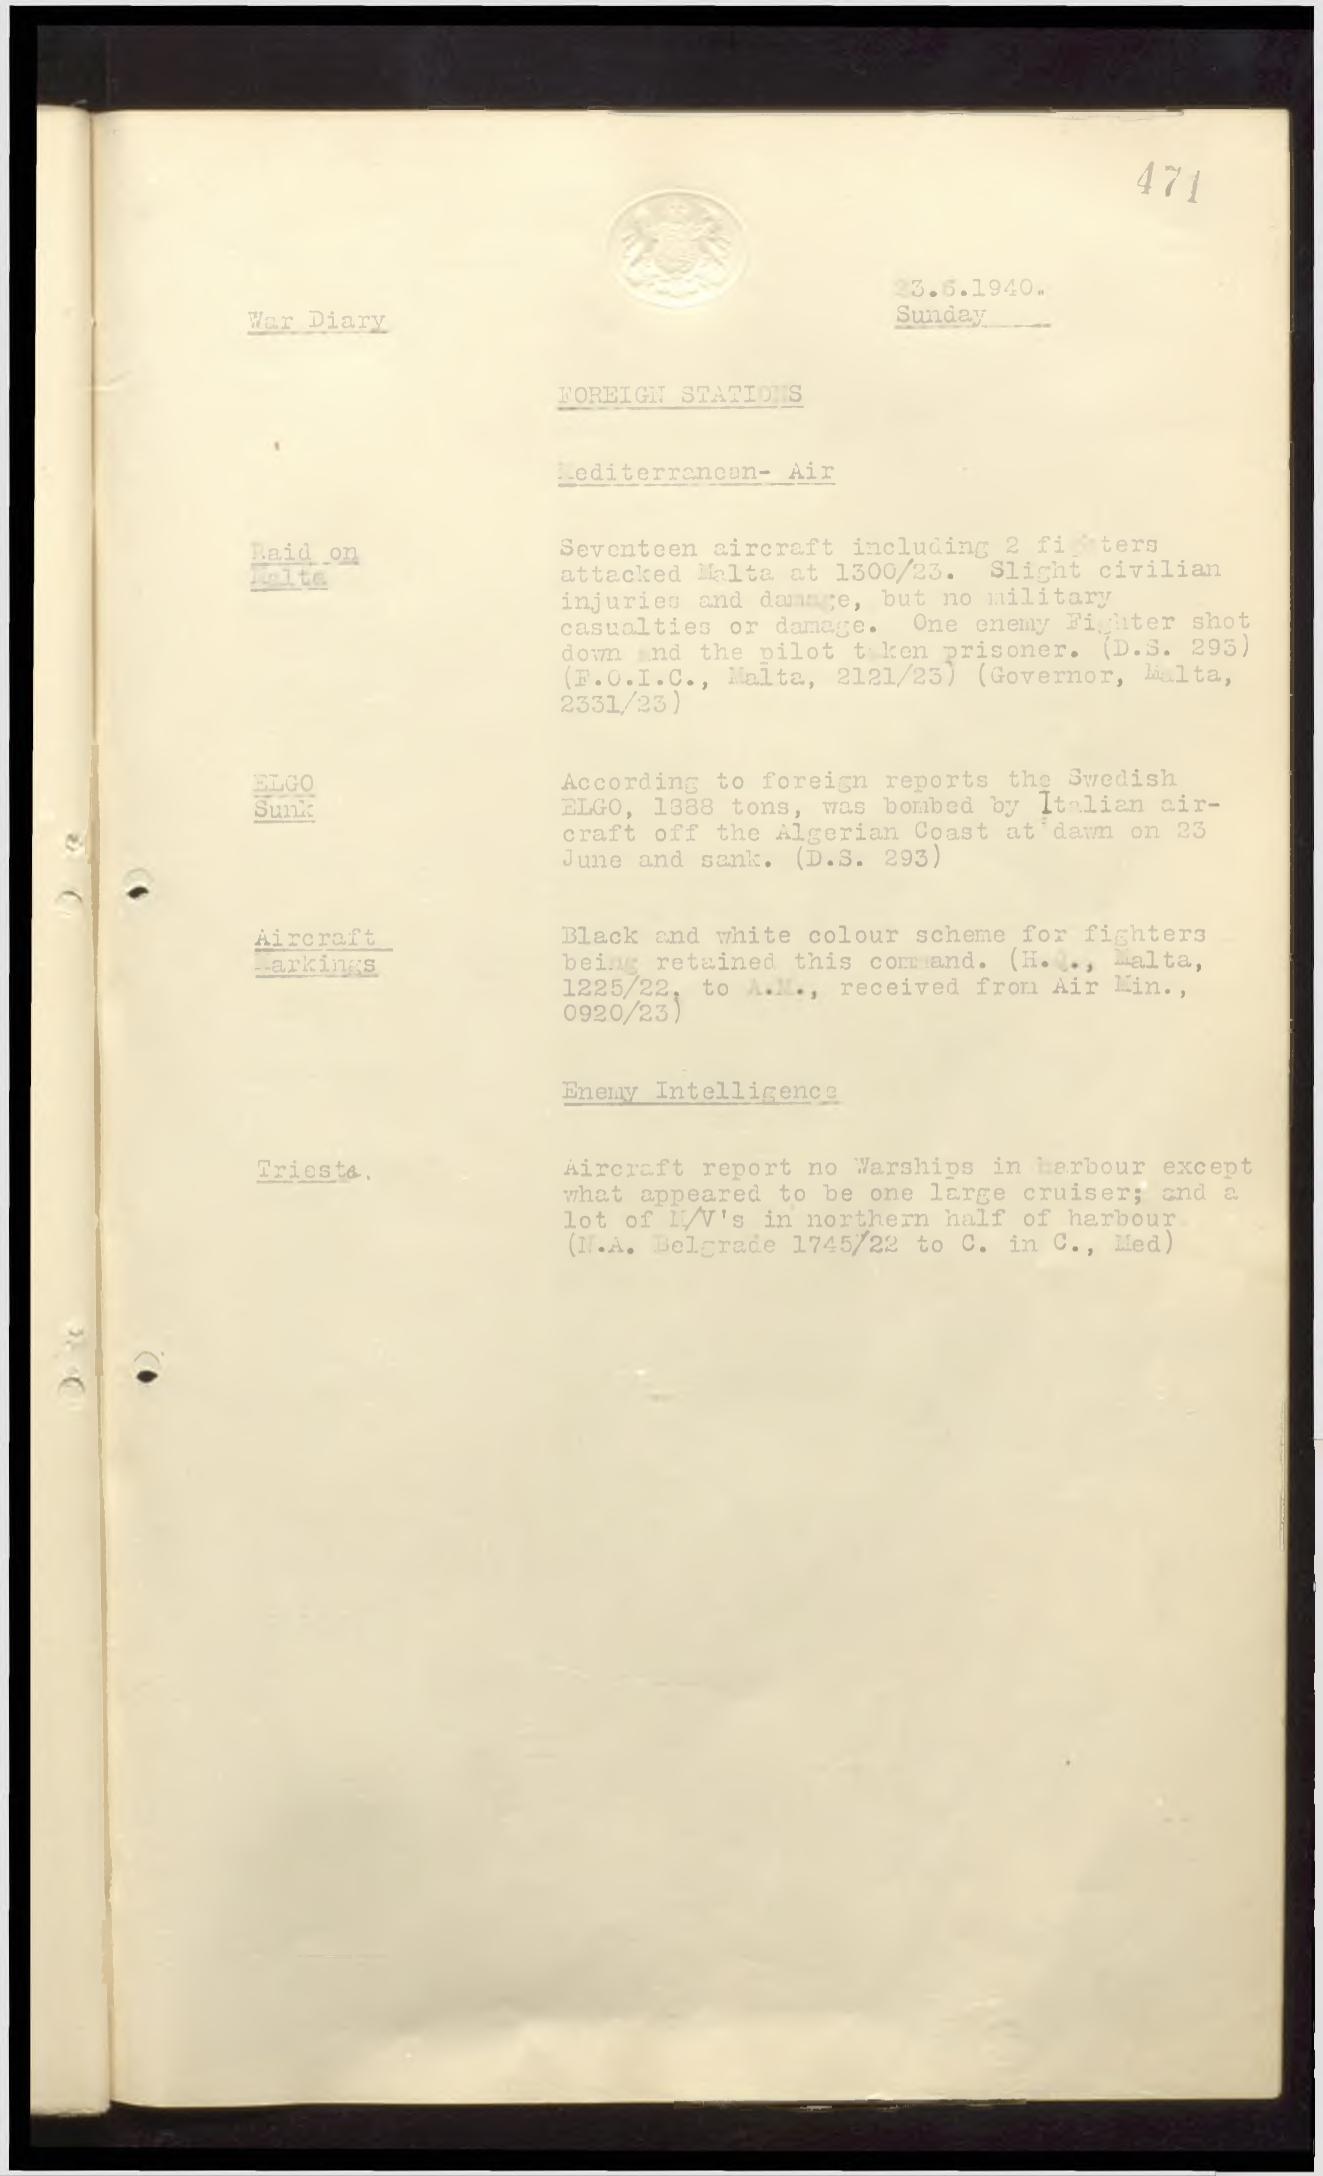 471
23.6.1940.
Sunday
War Diary
FOREIGN STATIONS
Mediterranean- Air
Raid on
Malta
Seventeen aircraft including 2 fighters
attacked Malta at 1300/23. Slight civilian
injuries and damage, but no military
casualties or damage. One enemy Fighter shot
down and the pilot taken prisoner. (D.S. 293)
(F.O.I.C., Malta, 2121/23) (Governor, Malta,
2331/23)
ELGO
Sunk
According to foreign reports the Swedish
ELGO, 1888 tons, was bombed by Italian air-
craft off the Algerian Coast at dawn on 23
June and sank. (D.S. 293)
Aircraft
Markings
Black and white colour scheme for fighters
being retained this command. (H.Q., Malta,
1225/22, to A.M., received from Air Min.,
0920/23)
Enemy Intelligence
Trieste.
Aircraft report no Warships in harbour except
what appeared to be one large cruiser; and a
lot of M/V's in northern half of harbour
(N.A. Belgrade 1745/22 to C. in C., Med)